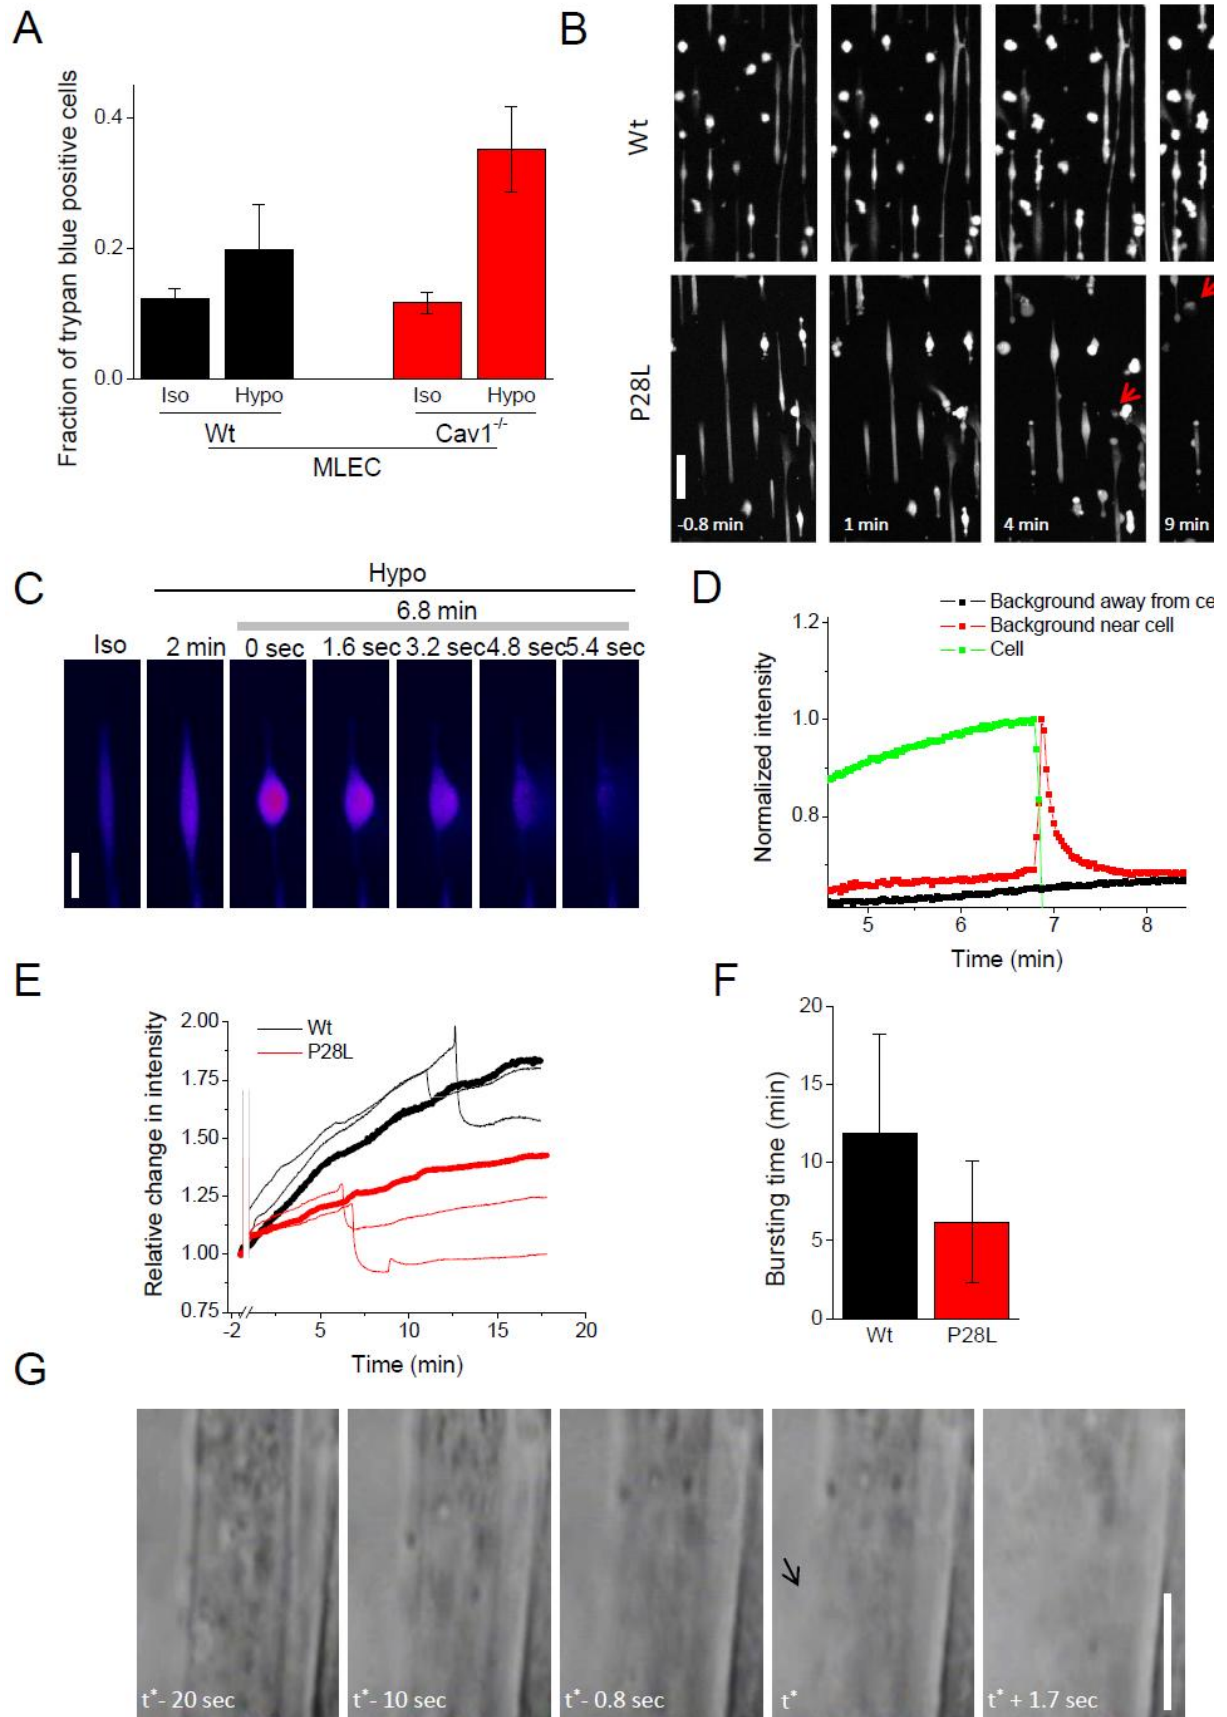 A
Fraction of trypan blue positive cells
0.4
0.2
0.0
Iso Hypo Iso Hypo
Wt Cav1-/-
MLEC
B
Wt
P28L
-0.8 min 1 min 4 min 9 min
C
Hypo
6.8 min
Iso 2 min 0 sec 1.6 sec 3.2 sec 4.8 sec 5.4 sec
D
Background away from ce
Background near cell
Cell
Normalized intensity
1.2
1.0
0.8
5 6 7 8
Time (min)
E
Wt
P28L
Relative change in intensity
2.00
1.75
1.50
1.25
1.00
0.75
-2 5 10 15 20
Time (min)
F
Bursting time (min)
20
15
10
5
0
Wt P28L
G
t*- 20 sec t*- 10 sec t*- 0.8 sec t* t* + 1.7 sec